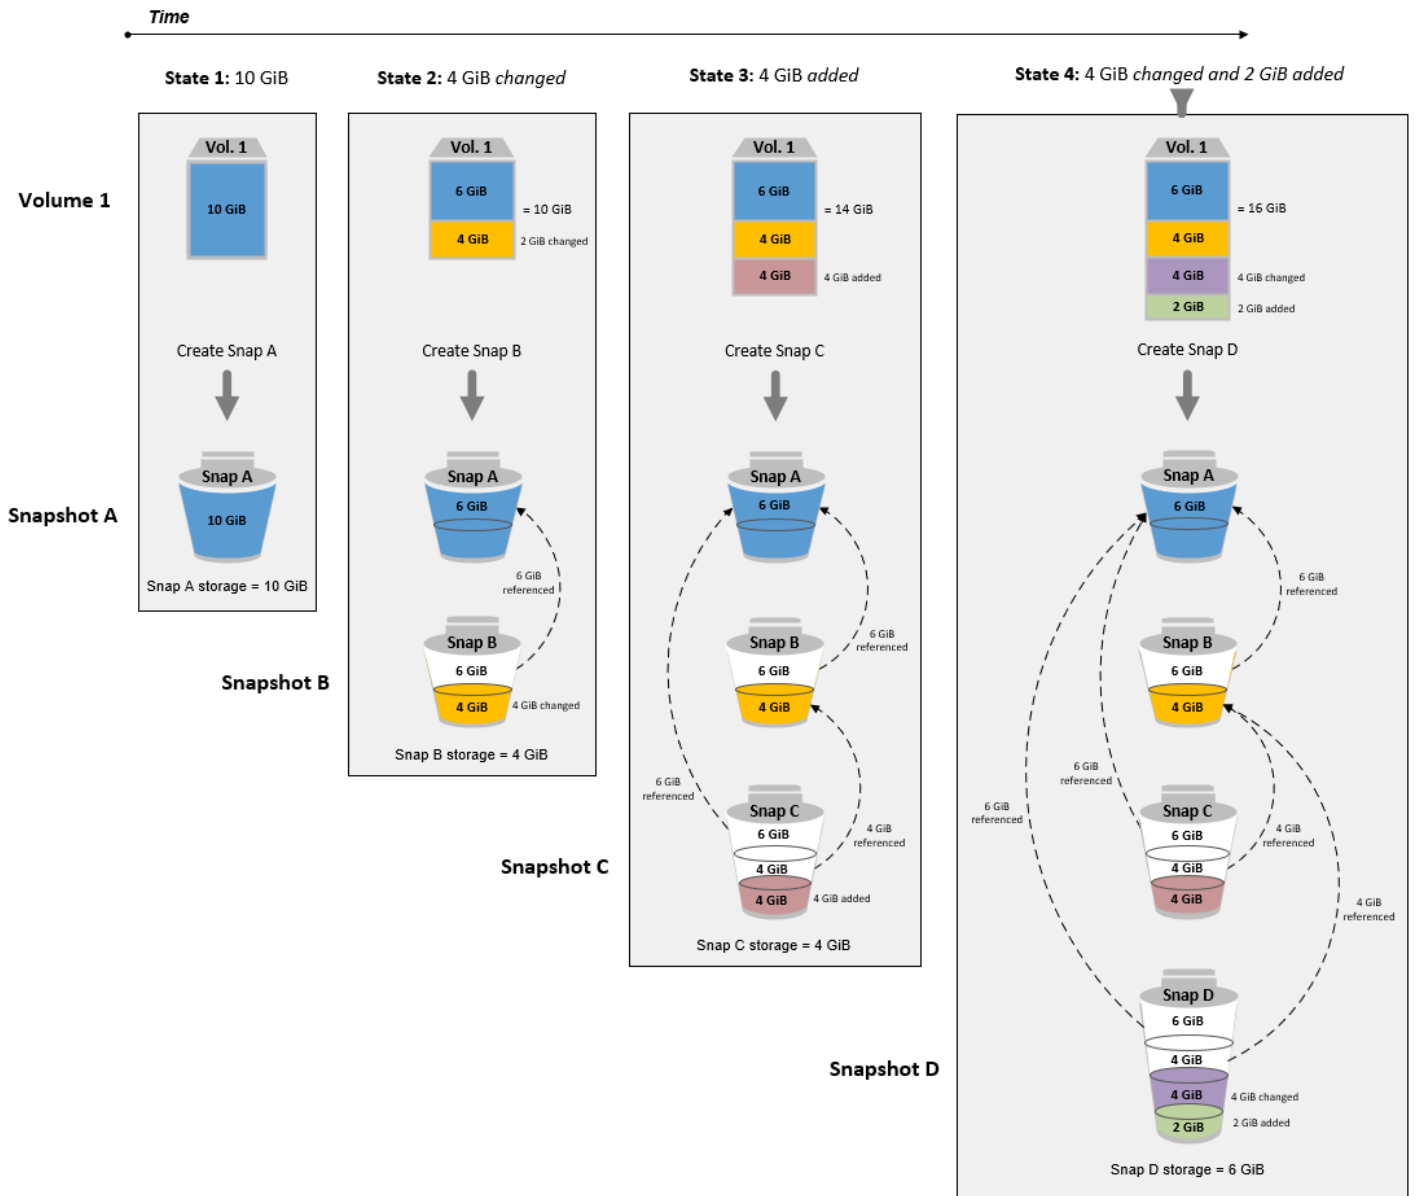 Time
State 1: 10 GiB
State 2: 4 GiB changed
State 3: 4 GiB added
State 4: 4 GiB changed and 2 GiB added
Volume 1
Vol. 1
10 GiB
Vol. 1
6 GiB
= 10 GiB
4 GiB
2 GiB changed
Vol. 1
6 GiB
= 14 GiB
4 GiB
4 GiB
4 GiB added
Vol. 1
6 GiB
= 16 GiB
4 GiB
4 GiB
4 GiB changed
2 GiB
2 GiB added
Create Snap A
Create Snap B
Create Snap C
Create Snap D
Snapshot A
Snap A
10 GiB
Snap A storage = 10 GiB
Snap A
6 GiB
6 GiB
referenced
Snapshot B
Snap B
6 GiB
4 GiB
4 GiB changed
Snap B storage = 4 GiB
Snap A
6 GiB
6 GiB
referenced
Snap B
6 GiB
4 GiB
6 GiB
referenced
4 GiB
referenced
Snapshot C
Snap C
6 GiB
4 GiB
4 GiB
4 GiB added
Snap C storage = 4 GiB
Snap A
6 GiB
6 GiB
referenced
Snap B
6 GiB
4 GiB
6 GiB
referenced
6 GiB
referenced
Snap C
6 GiB
4 GiB
4 GiB
4 GiB
referenced
4 GiB
referenced
Snapshot D
Snap D
6 GiB
4 GiB
4 GiB
4 GiB changed
2 GiB
2 GiB added
Snap D storage = 6 GiB